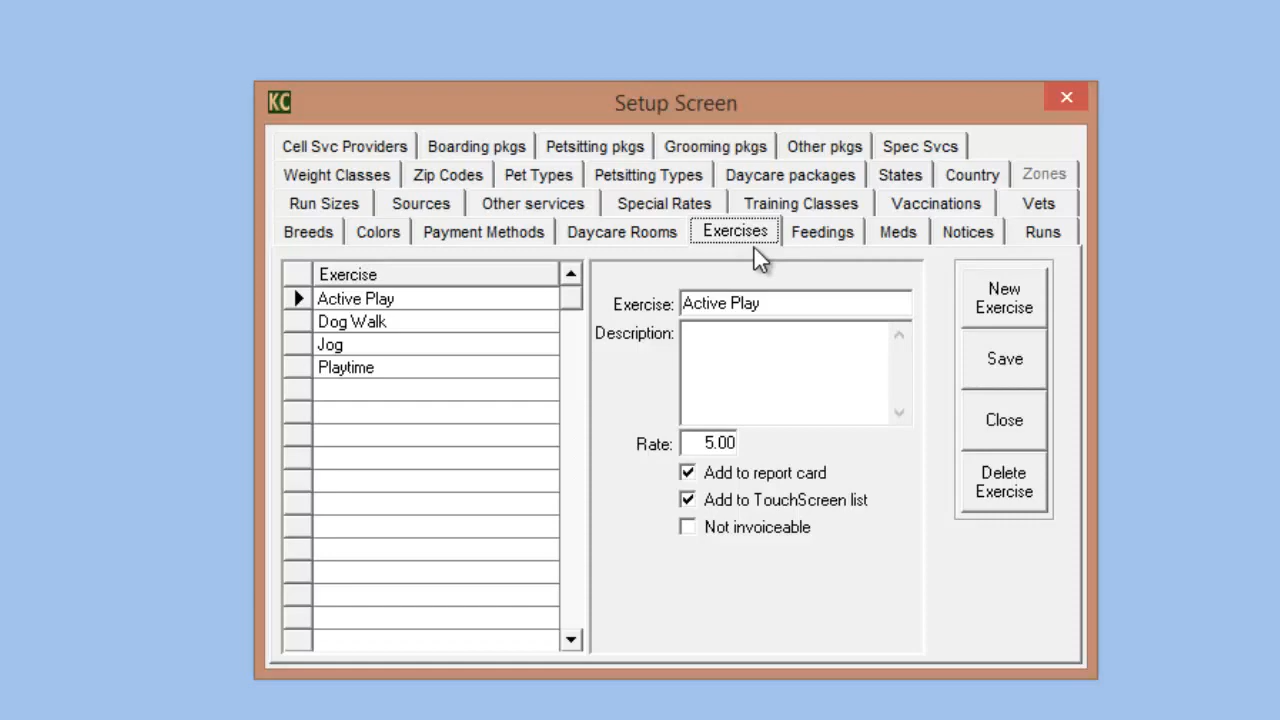 KC
Setup Screen
Cell Svc Providers Boarding pkgs Petsitting pkgs Grooming pkgs Other pkgs Spec Svcs
Weight Classes Zip Codes Pet Types Petsitting Types Daycare packages States Country Zones
Run Sizes Sources Other services Special Rates Training Classes Vaccinations Vets
Breeds Colors Payment Methods Daycare Rooms Exercises Feedings Meds Notices Runs
Exercise
Active Play
Dog Walk
Jog
Playtime
Exercise: Active Play
Description:
Rate: 5.00
Add to report card
Add to TouchScreen list
Not invoiceable
New
Exercise
Save
Close
Delete
Exercise